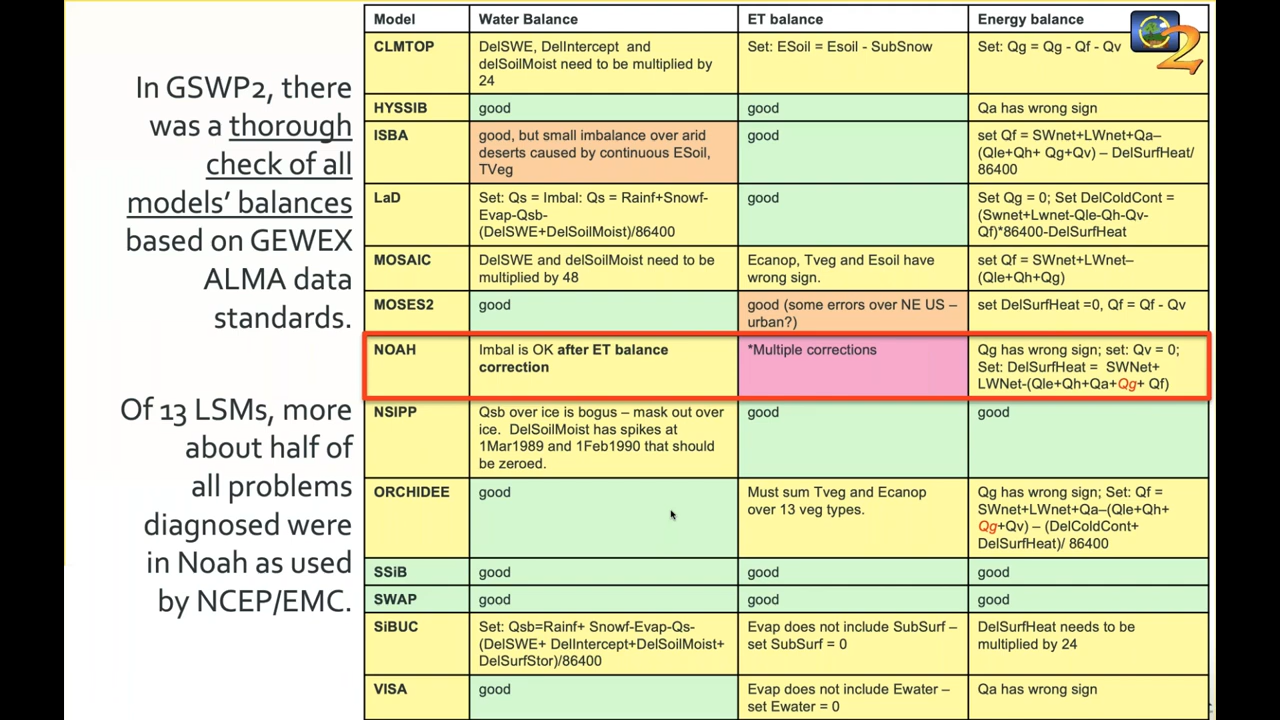 In GSWP2, there
was a thorough
check of all
models' balances
based on GEWEX
ALMA data
standards.
Of 13 LSMs, more
about half of
all problems
diagnosed were
in Noah as used
by NCEP/EMC.
Model
Water Balance
ET balance
Energy balance
2
CLMTOP
DelSWE, DelIntercept and
delSoilMoist need to be multiplied by
24
Set: ESoil = Esoil - SubSnow
Set: Qg = Qg - Qf - Qv
HYSSIB
good
good
Qa has wrong sign
ISBA
good, but small imbalance over arid
deserts caused by continuous ESoil,
TVeg
good
set Qf = SWnet+LWnet+Qa–
(Qle+Qh+ Qg+Qv) – DelSurfHeat/
86400
LaD
Set: Qs = Imbal: Qs = Rainf+Snowf-
Evap-Qsb-
(DelSWE+DelSoilMoist)/86400
good
Set Qg = 0; Set DelColdCont =
(Swnet+Lwnet-Qle-Qh-Qv-
Qf)*86400-DelSurfHeat
MOSAIC
DelSWE and delSoilMoist need to be
multiplied by 48
Ecanop, Tveg and Esoil have
wrong sign.
set Qf = SWnet+LWnet–
(Qle+Qh+Qg)
MOSES2
good
good (some errors over NE US –
urban?)
set DelSurfHeat =0, Qf = Qf - Qv
NOAH
Imbal is OK after ET balance
correction
*Multiple corrections
Qg has wrong sign; set: Qv = 0;
Set: DelSurfHeat = SWNet+
LWNet-(Qle+Qh+Qa+Qg+ Qf)
NSIPP
Qsb over ice is bogus – mask out over
ice. DelSoilMoist has spikes at
1Mar1989 and 1Feb1990 that should
be zeroed.
good
good
ORCHIDEE
good
Must sum Tveg and Ecanop
over 13 veg types.
Qg has wrong sign; Set: Qf =
SWnet+LWnet+Qa–(Qle+Qh+
Qg+Qv) – (DelColdCont+
DelSurfHeat)/ 86400
SSiB
good
good
good
SWAP
good
good
good
SiBUC
Set: Qsb=Rainf+ Snowf-Evap-Qs-
(DelSWE+ DelIntercept+DelSoilMoist+
DelSurfStor)/86400
Evap does not include SubSurf –
set SubSurf = 0
DelSurfHeat needs to be
multiplied by 24
VISA
good
Evap does not include Ewater –
set Ewater = 0
Qa has wrong sign